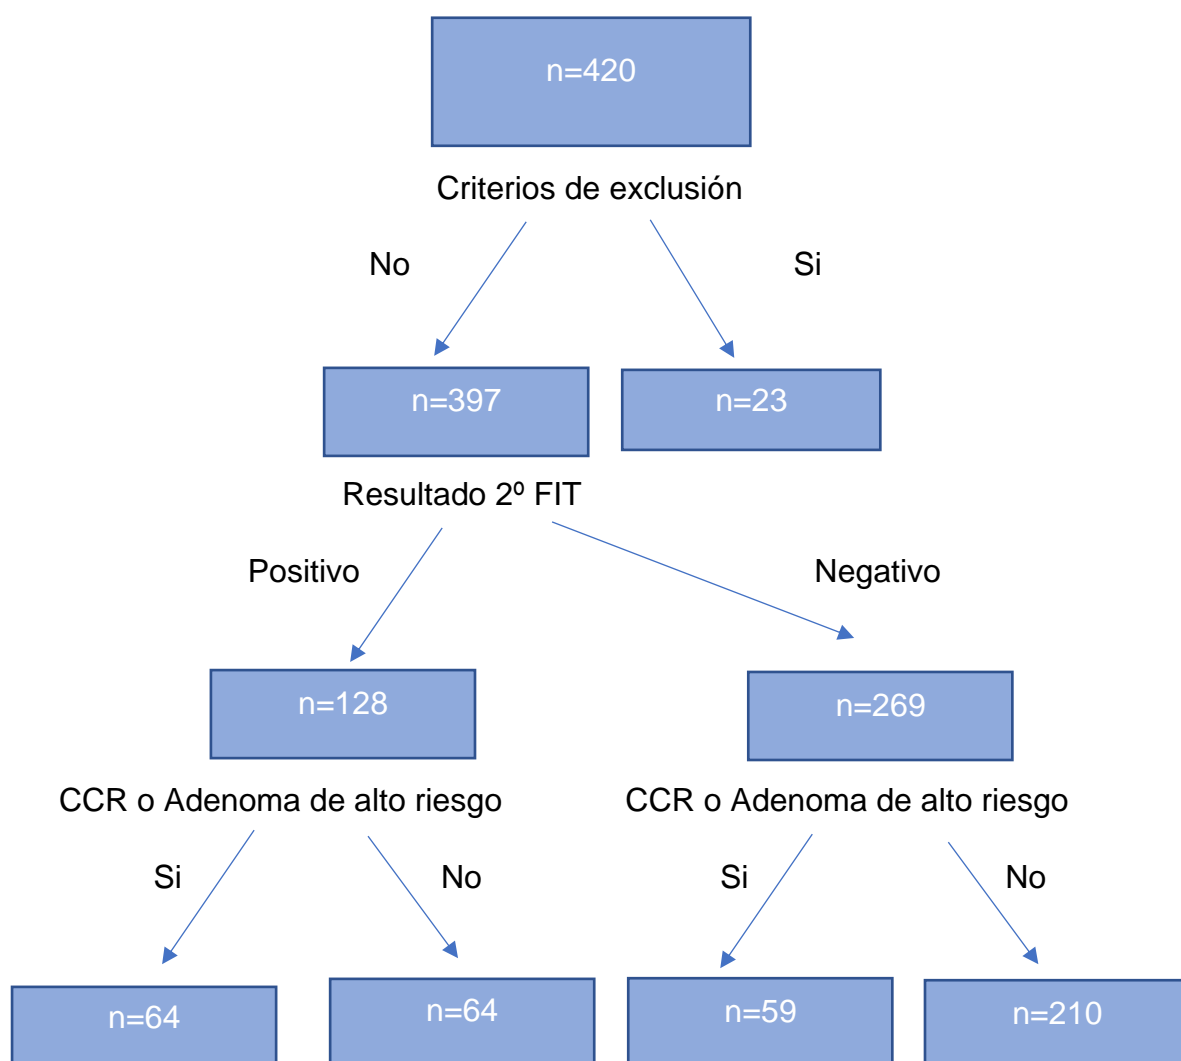 n=420
Criterios de exclusión
No
Si
n=397
n=23
Resultado 2º FIT
Positivo
Negativo
n=128
n=269
CCR o Adenoma de alto riesgo
CCR o Adenoma de alto riesgo
Si
No
Si
No
n=64
n=64
n=59
n=210